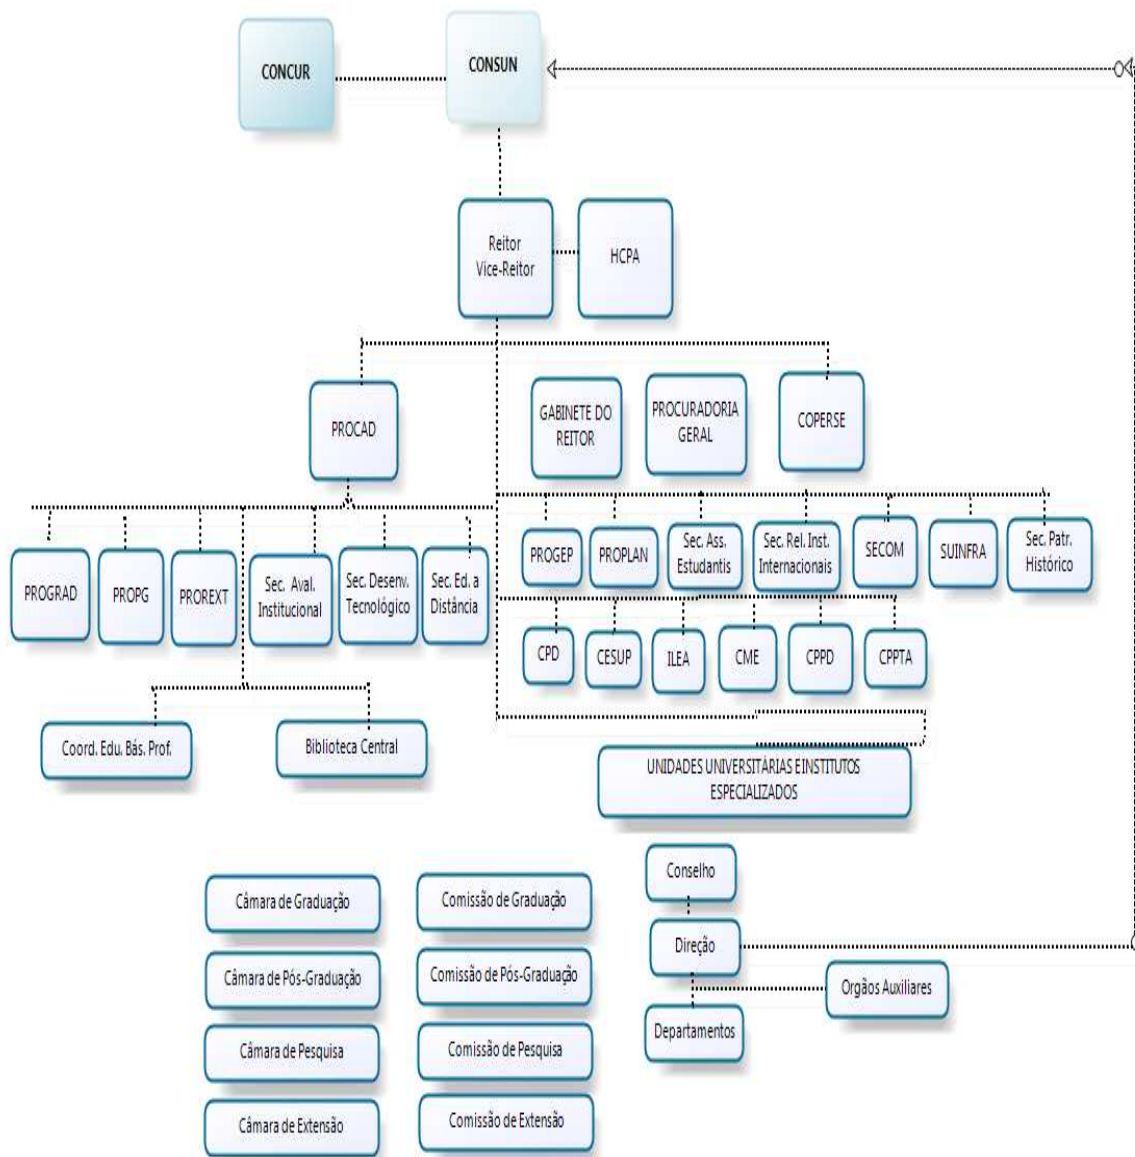 CONCUR
CONSUN
Reitor
Vice-Reitor
HCPA
PROCAD
GABINETE DO
REITOR
PROCURADORIA
GERAL
COPERSE
PROGRAD
PROPG
PROREXT
Sec. Aval.
Institucional
Sec. Desenv.
Tecnológico
Sec. Ed. a
Distância
PROGEP
PROPLAN
Sec. Ass.
Estudantis
Sec. Rel. Inst.
Internacionais
SECOM
SUINFRA
Sec. Patr.
Histórico
CPD
CESUP
ILEA
CME
CPPD
CPPTA
Coord. Edu. Bás. Prof.
Biblioteca Central
UNIDADES UNIVERSITÁRIAS E INSTITUTOS
ESPECIALIZADOS
Câmara de Graduação
Câmara de Pós-Graduação
Câmara de Pesquisa
Câmara de Extensão
Comissão de Graduação
Comissão de Pós-Graduação
Comissão de Pesquisa
Comissão de Extensão
Conselho
Direção
Orgãos Auxiliares
Departamentos